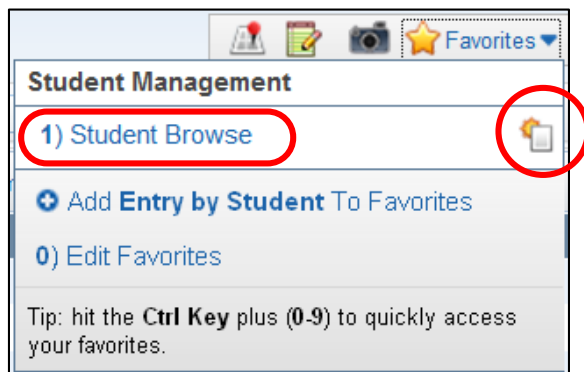 Favorites
Student Management
1) Student Browse
Add Entry by Student To Favorites
0) Edit Favorites
Tip: hit the Ctrl Key plus (0-9) to quickly access
your favorites.